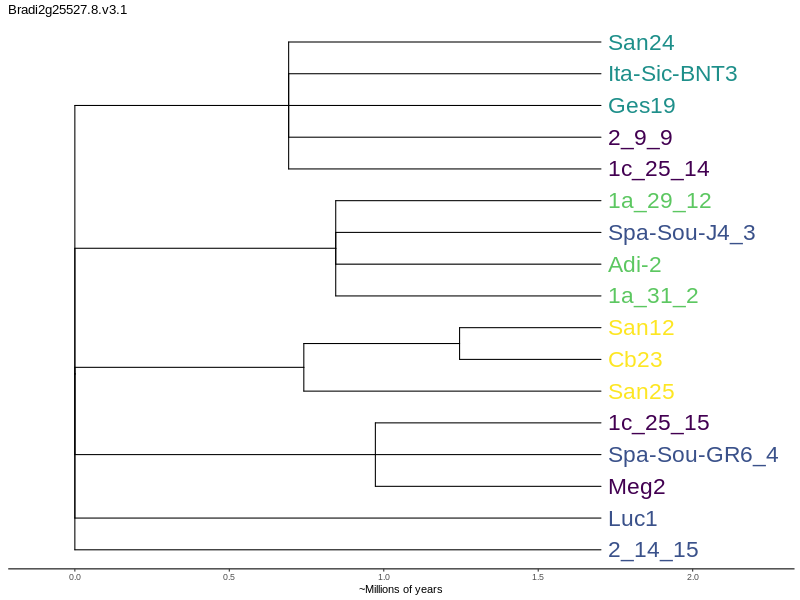 Bradi2g25527.8.v3.1
San24
Ita-Sic-BNT3
Ges19
2_9_9
1c_25_14
1a_29_12
Spa-Sou-J4_3
Adi-2
1a_31_2
San12
Cb23
San25
1c_25_15
Spa-Sou-GR6_4
Meg2
Luc1
2_14_15
0.0 0.5 1.0 1.5 2.0
~Millions of years